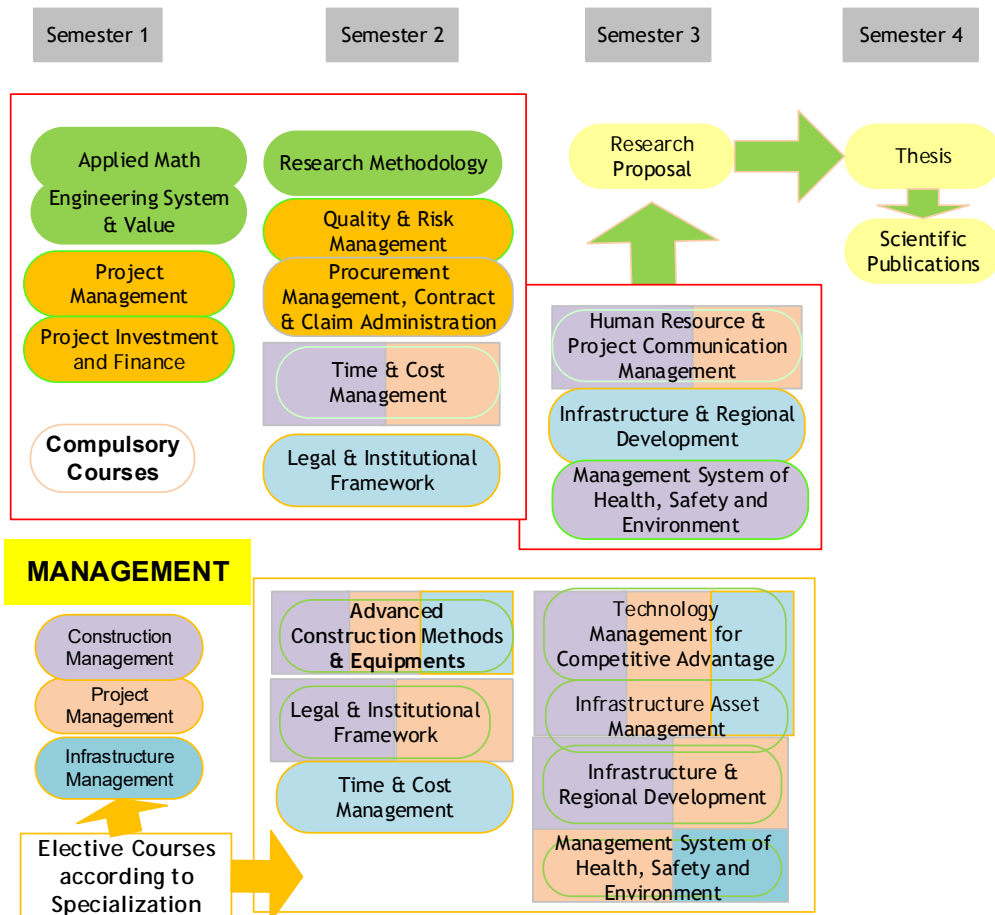 Semester 1
Semester 2
Semester 3
Semester 4
Applied Math
Engineering System
& Value
Project
Management
Project Investment
and Finance
Compulsory
Courses
Research Methodology
Quality & Risk
Management
Procurement
Management, Contract
& Claim Administration
Time & Cost
Management
Legal & Institutional
Framework
Research
Proposal
Thesis
Scientific
Publications
Human Resource &
Project Communication
Management
Infrastructure & Regional
Development
Management System of
Health, Safety and
Environment
MANAGEMENT
Construction
Management
Project
Management
Infrastructure
Management
Elective Courses
according to
Specialization
Advanced
Construction Methods
& Equipments
Legal & Institutional
Framework
Time & Cost
Management
Technology
Management for
Competitive Advantage
Infrastructure Asset
Management
Infrastructure &
Regional Development
Management System of
Health, Safety and
Environment